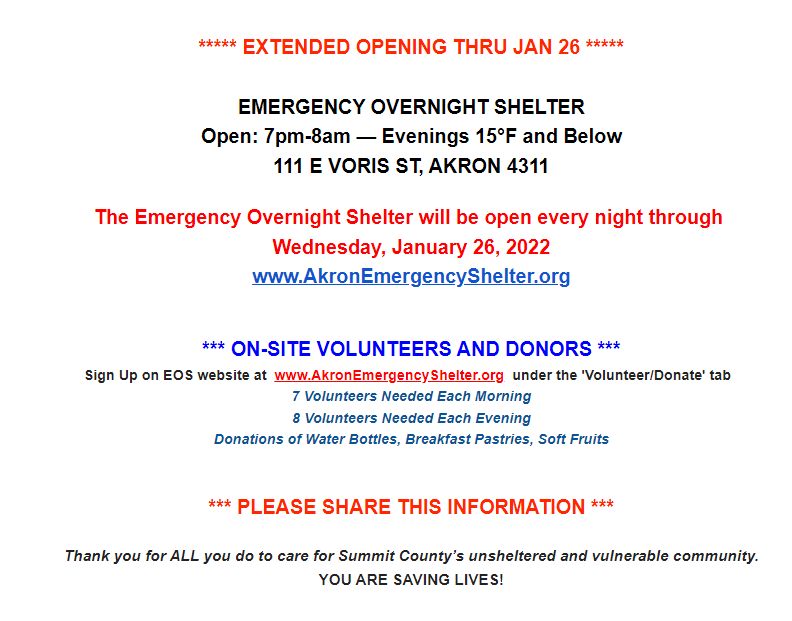 ***** EXTENDED OPENING THRU JAN 26 *****
EMERGENCY OVERNIGHT SHELTER
Open: 7pm-8am — Evenings 15°F and Below
111 E VORIS ST, AKRON 4311
The Emergency Overnight Shelter will be open every night through
Wednesday, January 26, 2022
www.AkronEmergencyShelter.org
*** ON-SITE VOLUNTEERS AND DONORS ***
Sign Up on EOS website at www.AkronEmergencyShelter.org under the 'Volunteer/Donate' tab
7 Volunteers Needed Each Morning
8 Volunteers Needed Each Evening
Donations of Water Bottles, Breakfast Pastries, Soft Fruits
*** PLEASE SHARE THIS INFORMATION ***
Thank you for ALL you do to care for Summit County’s unsheltered and vulnerable community.
YOU ARE SAVING LIVES!